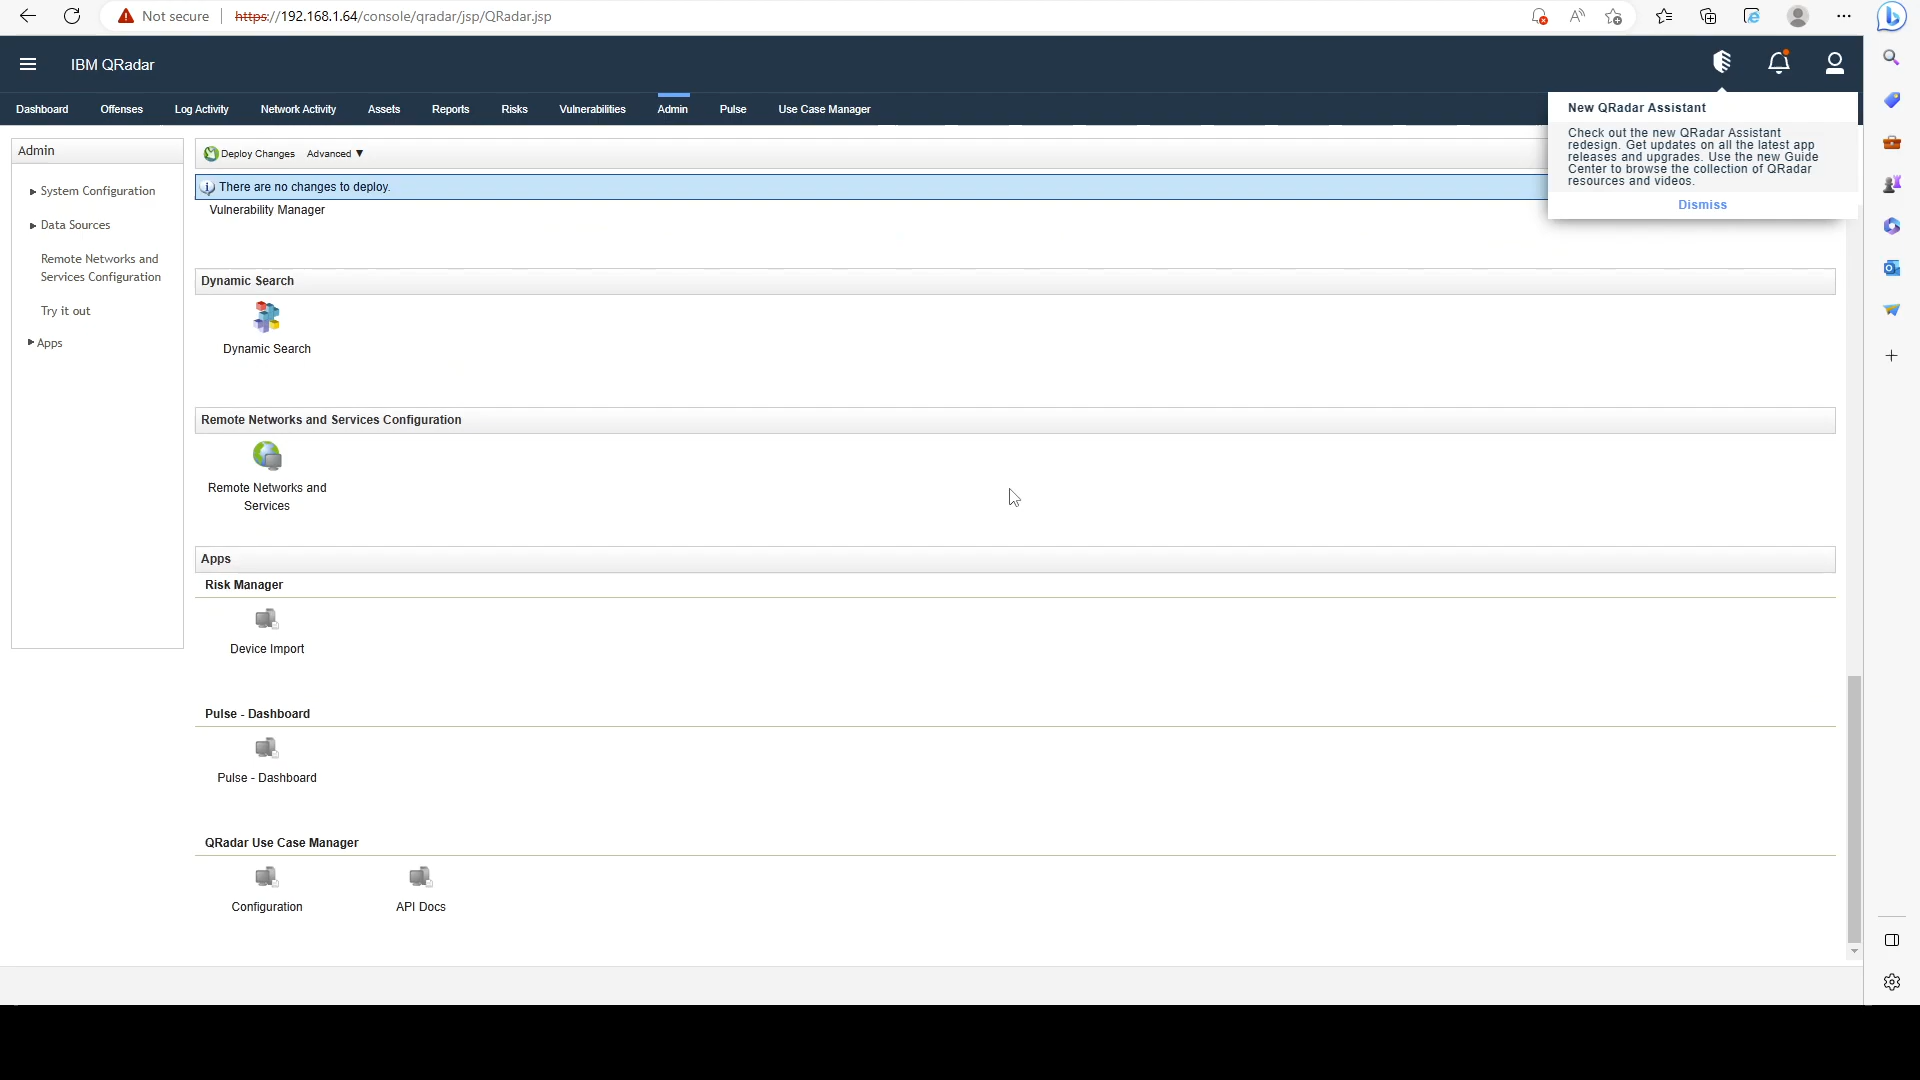 Not secure
https://192.168.1.64/console/qradar/jsp/QRadar.jsp
IBM QRadar
Dashboard Offenses Log Activity Network Activity Assets Reports Risks Vulnerabilities Admin Pulse Use Case Manager
New QRadar Assistant
Check out the new QRadar Assistant
redesign. Get updates on all the latest app
releases and upgrades. Use the new Guide
Center to browse the collection of QRadar
resources and videos.
Dismiss
Admin
System Configuration
Data Sources
Remote Networks and
Services Configuration
Try it out
Apps
Deploy Changes Advanced ▼
There are no changes to deploy.
Vulnerability Manager
Dynamic Search
Dynamic Search
Remote Networks and Services Configuration
Remote Networks and
Services
Apps
Risk Manager
Device Import
Pulse - Dashboard
Pulse - Dashboard
QRadar Use Case Manager
Configuration API Docs